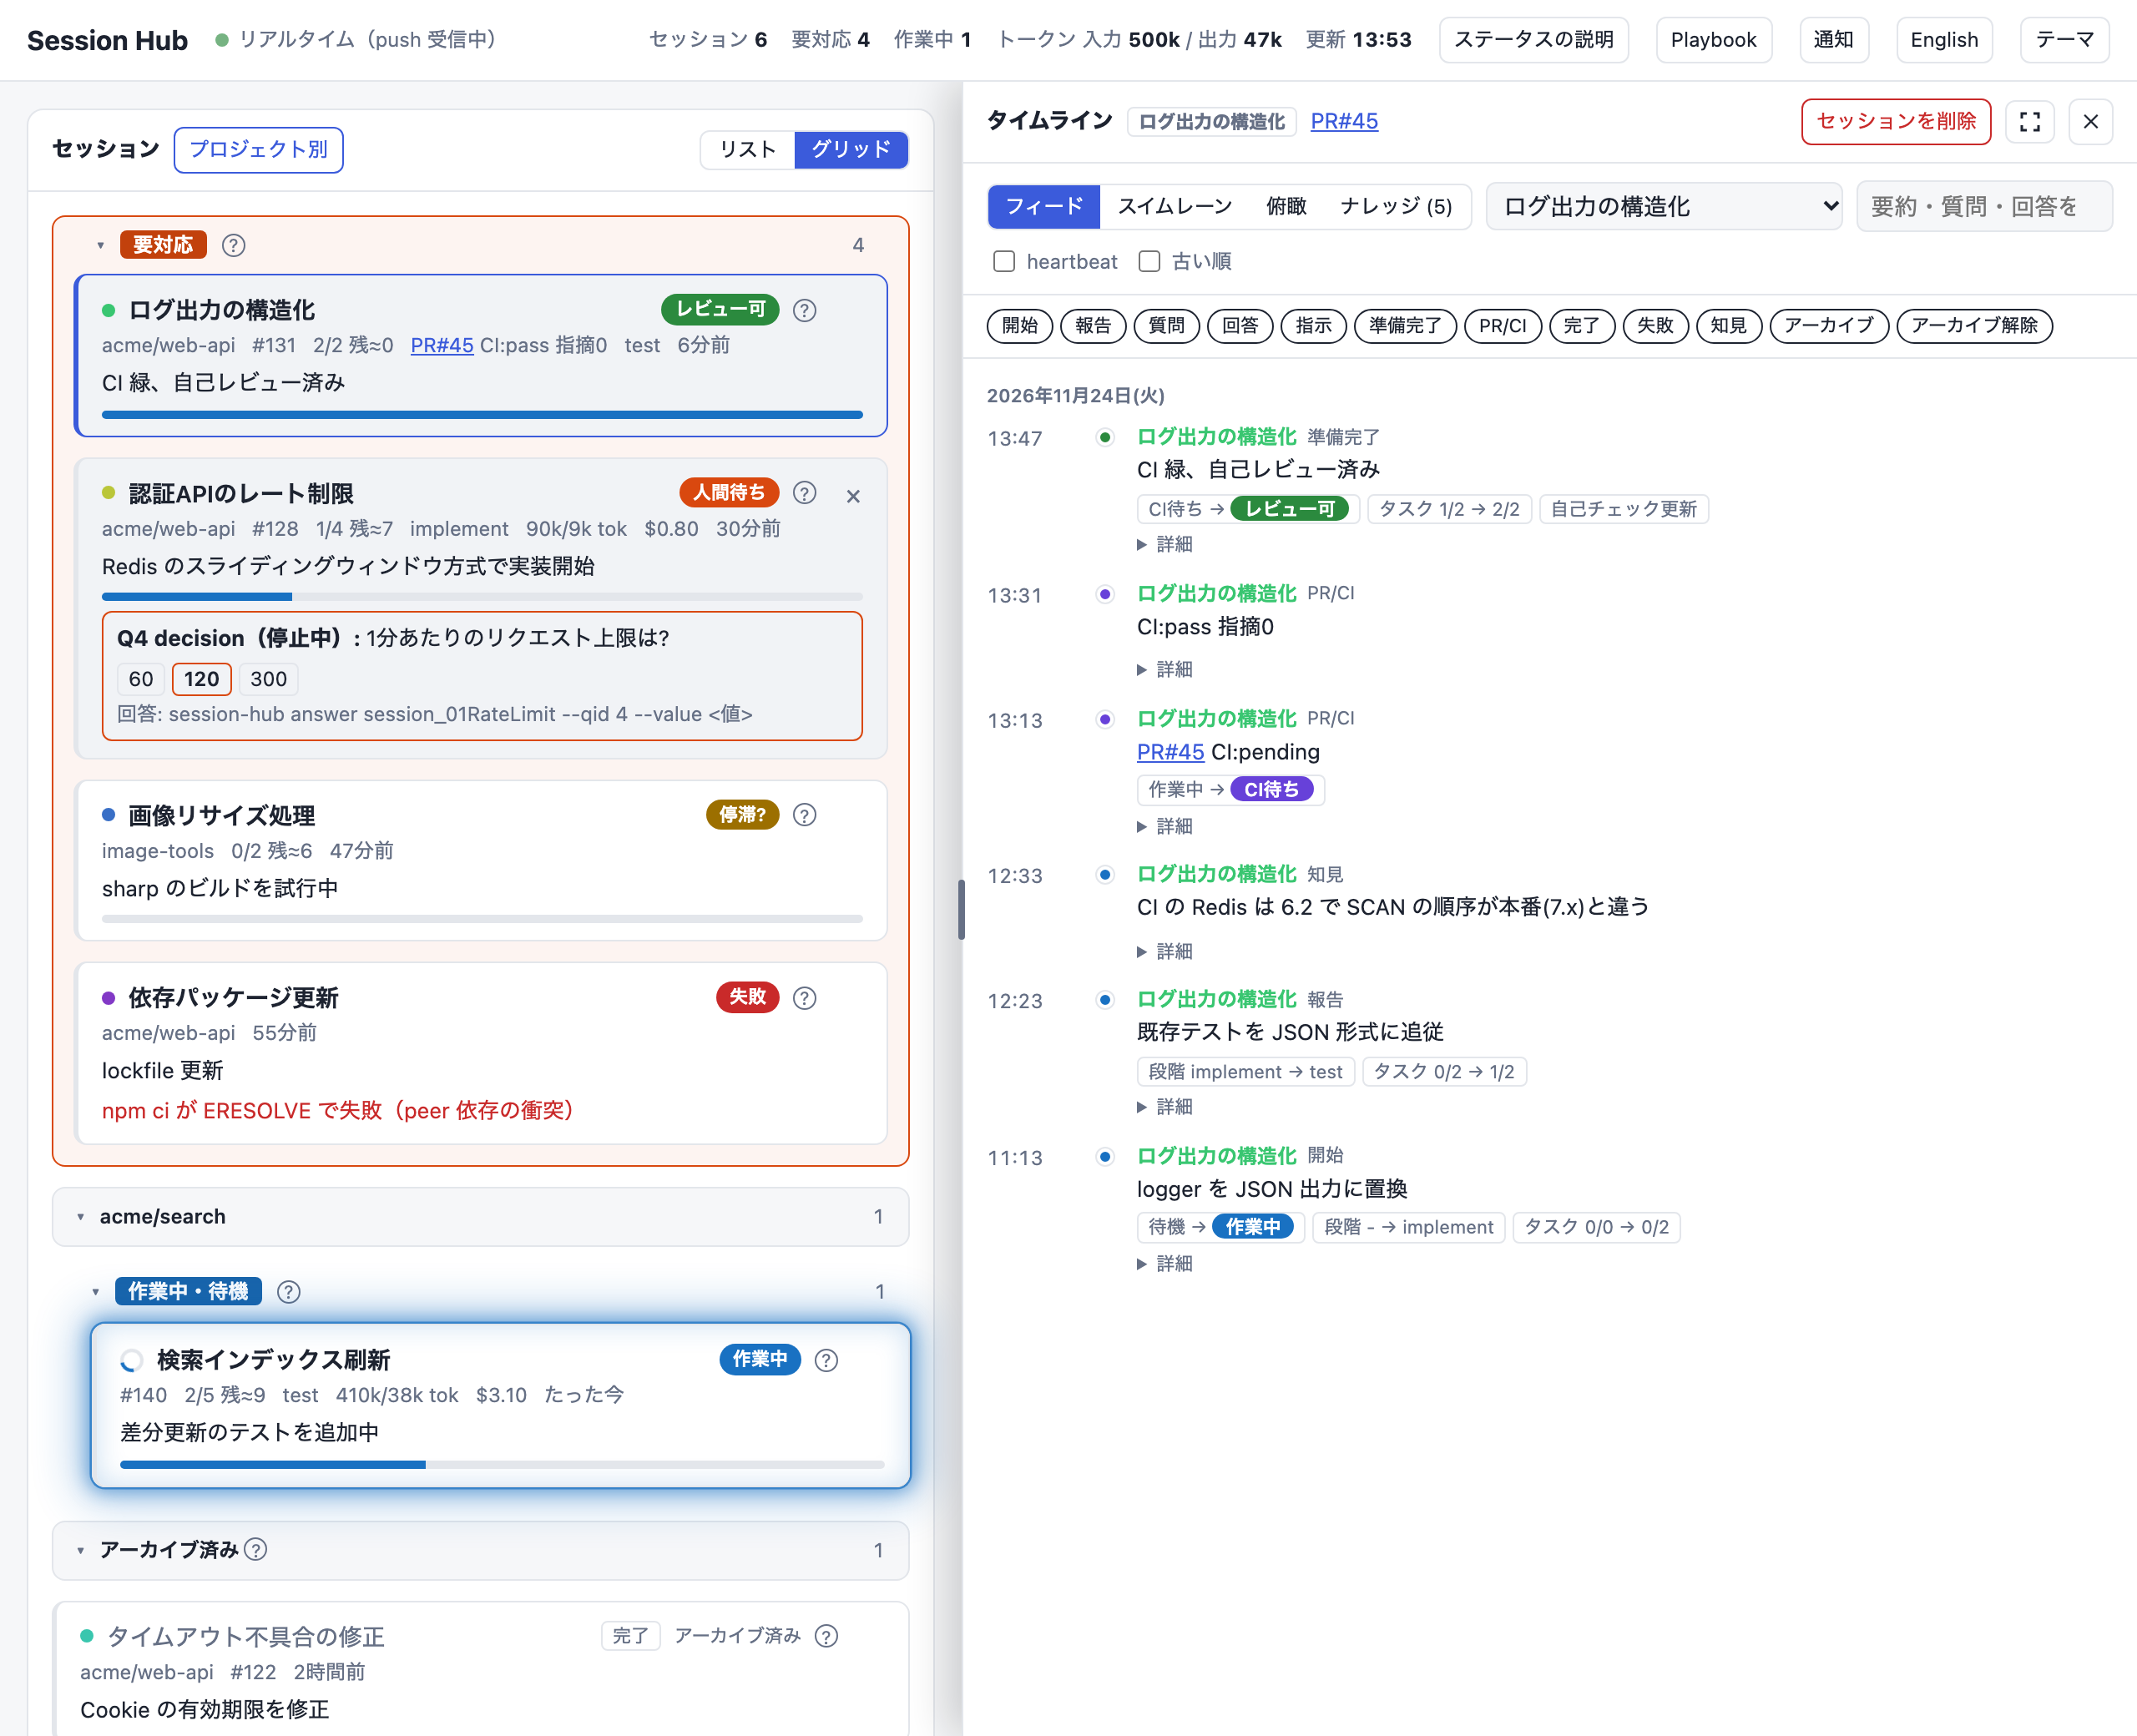 Session Hub リアルタイム（push 受信中） セッション 6 要対応 4 作業中 1 トークン 入力 500k / 出力 47k 更新 13:53 ステータスの説明 Playbook 通知 English テーマ
セッション プロジェクト別 リスト グリッド
要対応 ? 4
ログ出力の構造化 レビュー可 ?
acme/web-api #131 2/2 残≈0 PR#45 CI:pass 指摘0 test 6分前
CI 緑、自己レビュー済み
認証APIのレート制限 人間待ち ? ×
acme/web-api #128 1/4 残≈7 implement 90k/9k tok $0.80 30分前
Redis のスライディングウィンドウ方式で実装開始
Q4 decision（停止中）: 1分あたりのリクエスト上限は?
60 120 300
回答: session-hub answer session_01RateLimit --qid 4 --value <値>
画像リサイズ処理 停滞? ?
image-tools 0/2 残≈6 47分前
sharp のビルドを試行中
依存パッケージ更新 失敗 ?
acme/web-api 55分前
lockfile 更新
npm ci が ERESOLVE で失敗（peer 依存の衝突）
acme/search 1
作業中・待機 ? 1
検索インデックス刷新 作業中 ?
#140 2/5 残≈9 test 410k/38k tok $3.10 たった今
差分更新のテストを追加中
アーカイブ済み ? 1
タイムアウト不具合の修正 完了 アーカイブ済み ?
acme/web-api #122 2時間前
Cookie の有効期限を修正
タイムライン ログ出力の構造化 PR#45 セッションを削除 ×
フィード スイムレーン 俯瞰 ナレッジ (5) ログ出力の構造化 要約・質問・回答を
heartbeat 古い順
開始 報告 質問 回答 指示 準備完了 PR/CI 完了 失敗 知見 アーカイブ アーカイブ解除
2026年11月24日(火)
13:47 ログ出力の構造化 準備完了
CI 緑、自己レビュー済み
CI待ち → レビュー可 タスク 1/2 → 2/2 自己チェック更新
▶ 詳細
13:31 ログ出力の構造化 PR/CI
CI:pass 指摘0
▶ 詳細
13:13 ログ出力の構造化 PR/CI
PR#45 CI:pending
作業中 → CI待ち
▶ 詳細
12:33 ログ出力の構造化 知見
CI の Redis は 6.2 で SCAN の順序が本番(7.x)と違う
▶ 詳細
12:23 ログ出力の構造化 報告
既存テストを JSON 形式に追従
段階 implement → test タスク 0/2 → 1/2
▶ 詳細
11:13 ログ出力の構造化 開始
logger を JSON 出力に置換
待機 → 作業中 段階 - → implement タスク 0/0 → 0/2
▶ 詳細